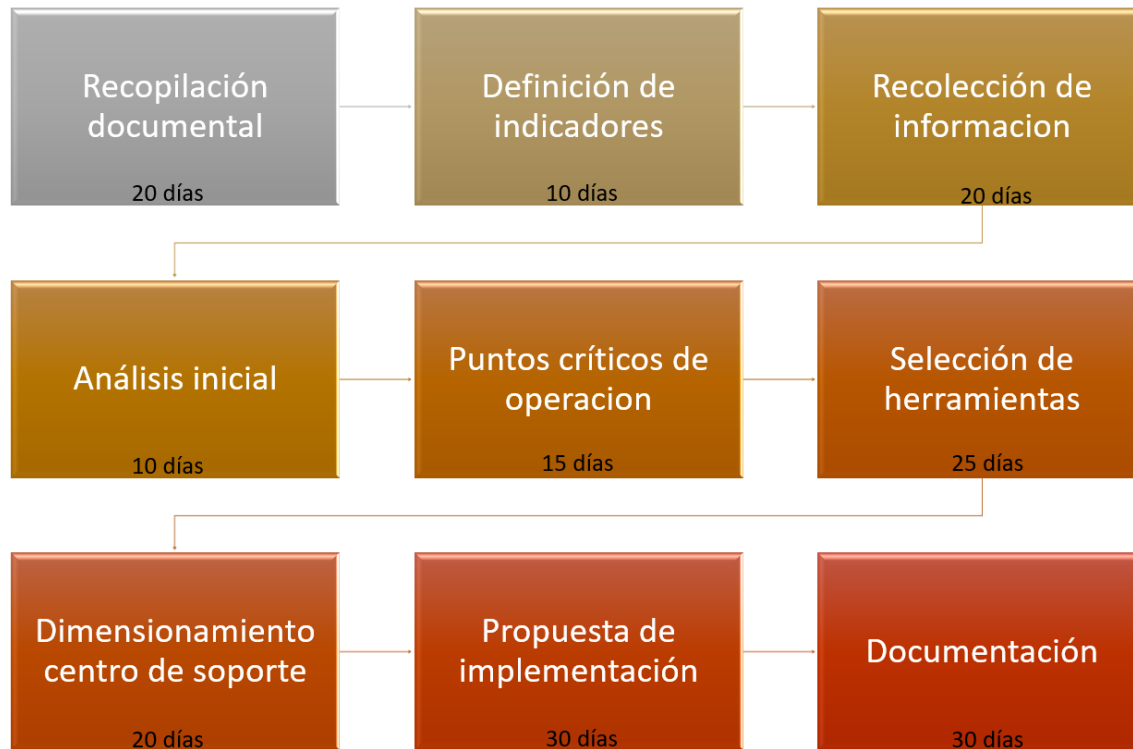 Recopilación
documental
20 días
Definición de
indicadores
10 días
Recolección de
informacion
20 días
Análisis inicial
10 días
Puntos críticos de
operacion
15 días
Selección de
herramientas
25 días
Dimensionamiento
centro de soporte
20 días
Propuesta de
implementación
30 días
Documentación
30 días